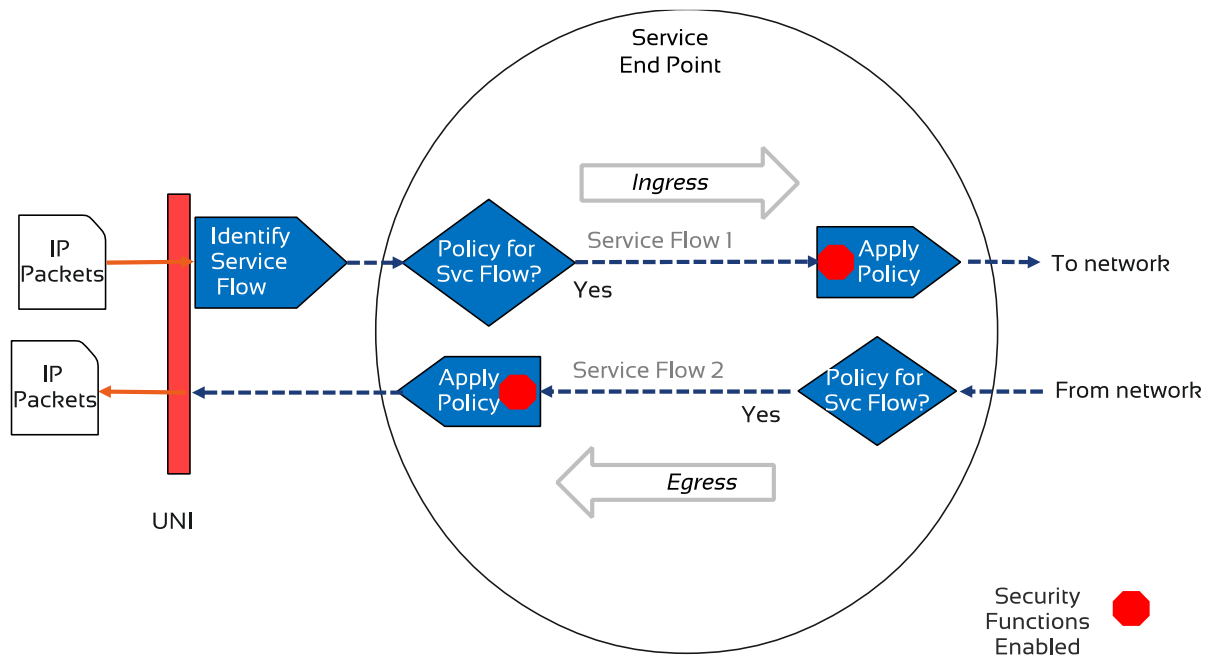 Service
End Point
Ingress
IP
Packets
Identify
Service
Flow
Policy for
Svc Flow?
Service Flow 1
Yes
Apply
Policy
To network
IP
Packets
Apply
Policy
Service Flow 2
Yes
Policy for
Svc Flow?
From network
Egress
UNI
Security
Functions
Enabled